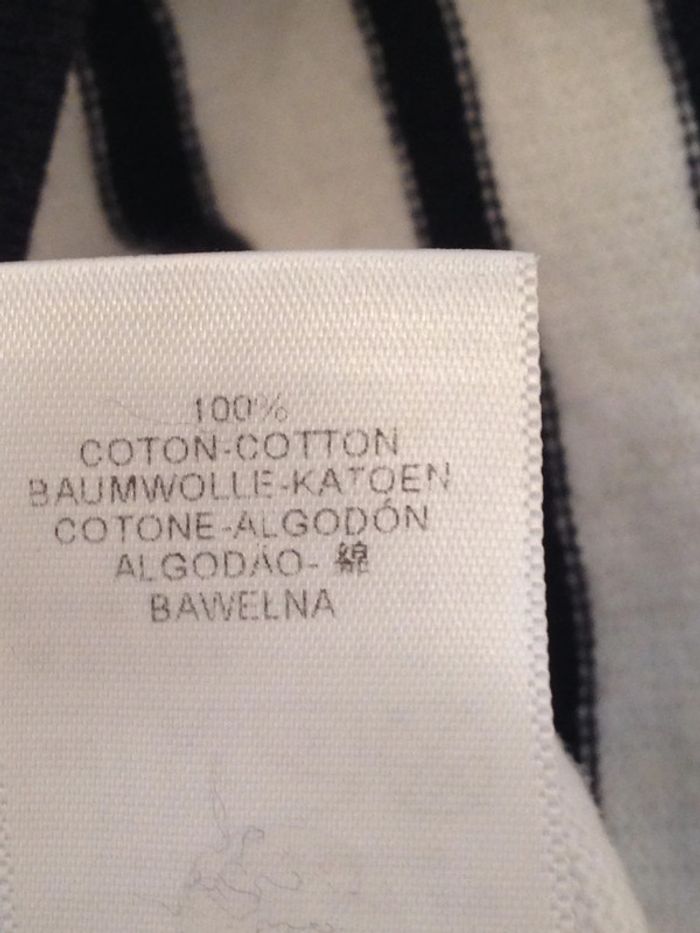 100%
COTON-COTTON
BAUMWOLLE-KATOEN
COTONE-ALGODÓN
ALGODÃO- 綿
BAWEŁNA